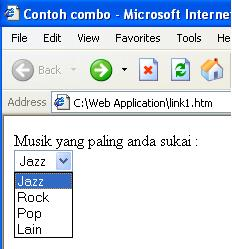 Contoh combo - Microsoft Interne
File Edit View Favorites Tools H
Back
Address C:\Web Application\link1.htm
Musik yang paling anda sukai :
Jazz
Jazz
Rock
Pop
Lain